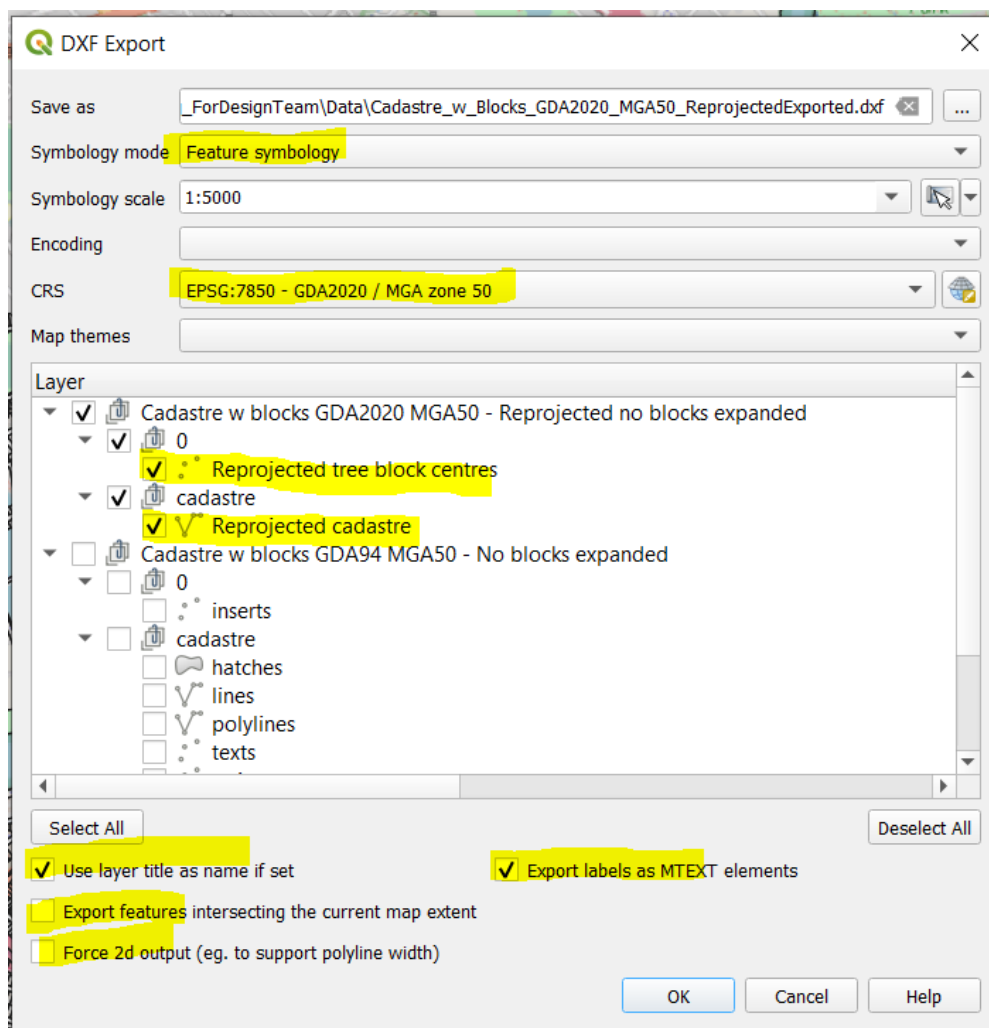 DXF Export
Save as _ForDesignTeam\Data\Cadastre_w_Blocks_GDA2020_MGA50_ReprojectedExported.dxf ...
Symbology mode Feature symbology
Symbology scale 1:5000
Encoding
CRS EPSG:7850 - GDA2020 / MGA zone 50
Map themes
Layer
Cadastre w blocks GDA2020 MGA50 - Reprojected no blocks expanded
0
Reprojected tree block centres
cadastre
Reprojected cadastre
Cadastre w blocks GDA94 MGA50 - No blocks expanded
0
inserts
cadastre
hatches
lines
polylines
texts
Select All Deselect All
Use layer title as name if set Export labels as MTEXT elements
Export features intersecting the current map extent
Force 2d output (eg. to support polyline width)
OK Cancel Help